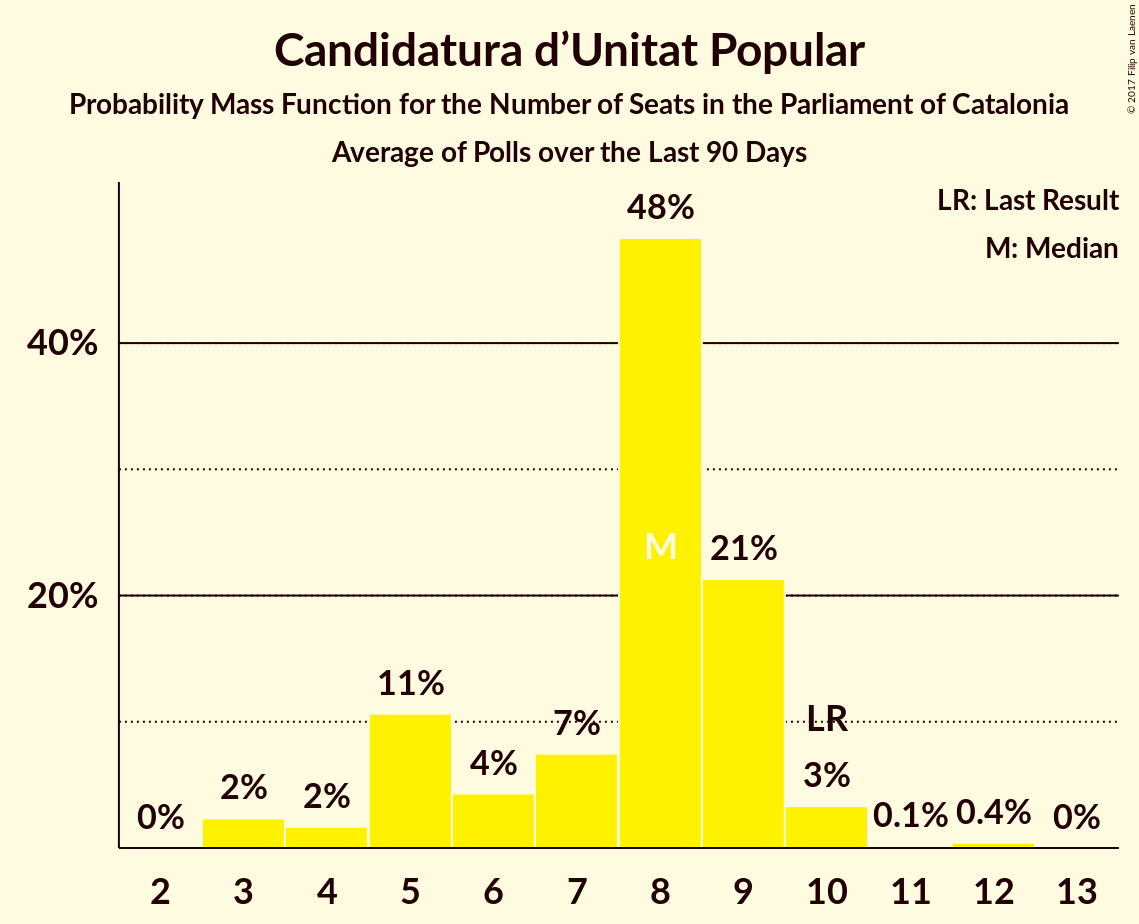 Candidatura d’Unitat Popular
Probability Mass Function for the Number of Seats in the Parliament of Catalonia
Average of Polls over the Last 90 Days
© 2017 Filip van Laenen
LR: Last Result
M: Median
40%
20%
0%
2%
2%
11%
4%
7%
48%
M
21%
LR
3%
0.1%
0.4%
0%
2 3 4 5 6 7 8 9 10 11 12 13